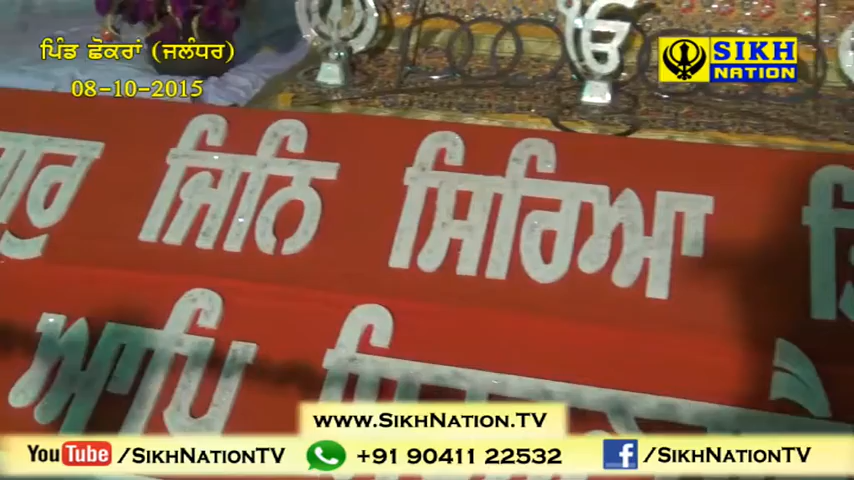 ਪਿੰਡ ਛੋਕਰਾਂ (ਜਲੰਧਰ)
08-10-2015
SIKH
NATION
ਜਿਨਿ ਸਿਰਿਆ
ਆਪਿ
www.SikhNation.TV
YouTube /SikhNationTV
+91 90411 22532
f /SikhNationTV